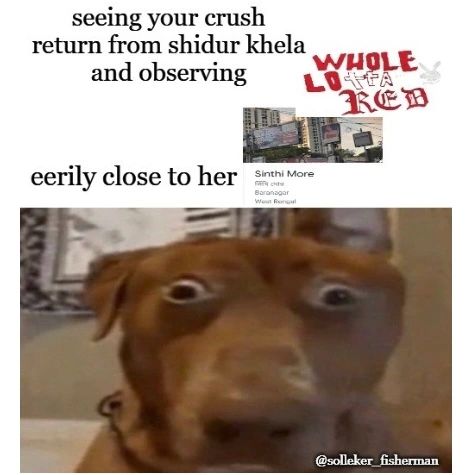 seeing your crush
return from shidur khela
and observing
WHOLE
LOTTA
RED
eerily close to her
Sinthi More
Baranagar
West Bengal
@solleker_fisherman